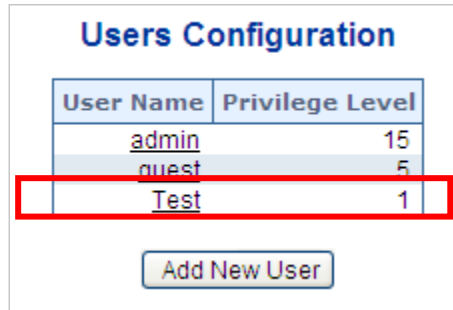 Users Configuration
User Name Privilege Level
admin 15
guest 5
Test 1
Add New User